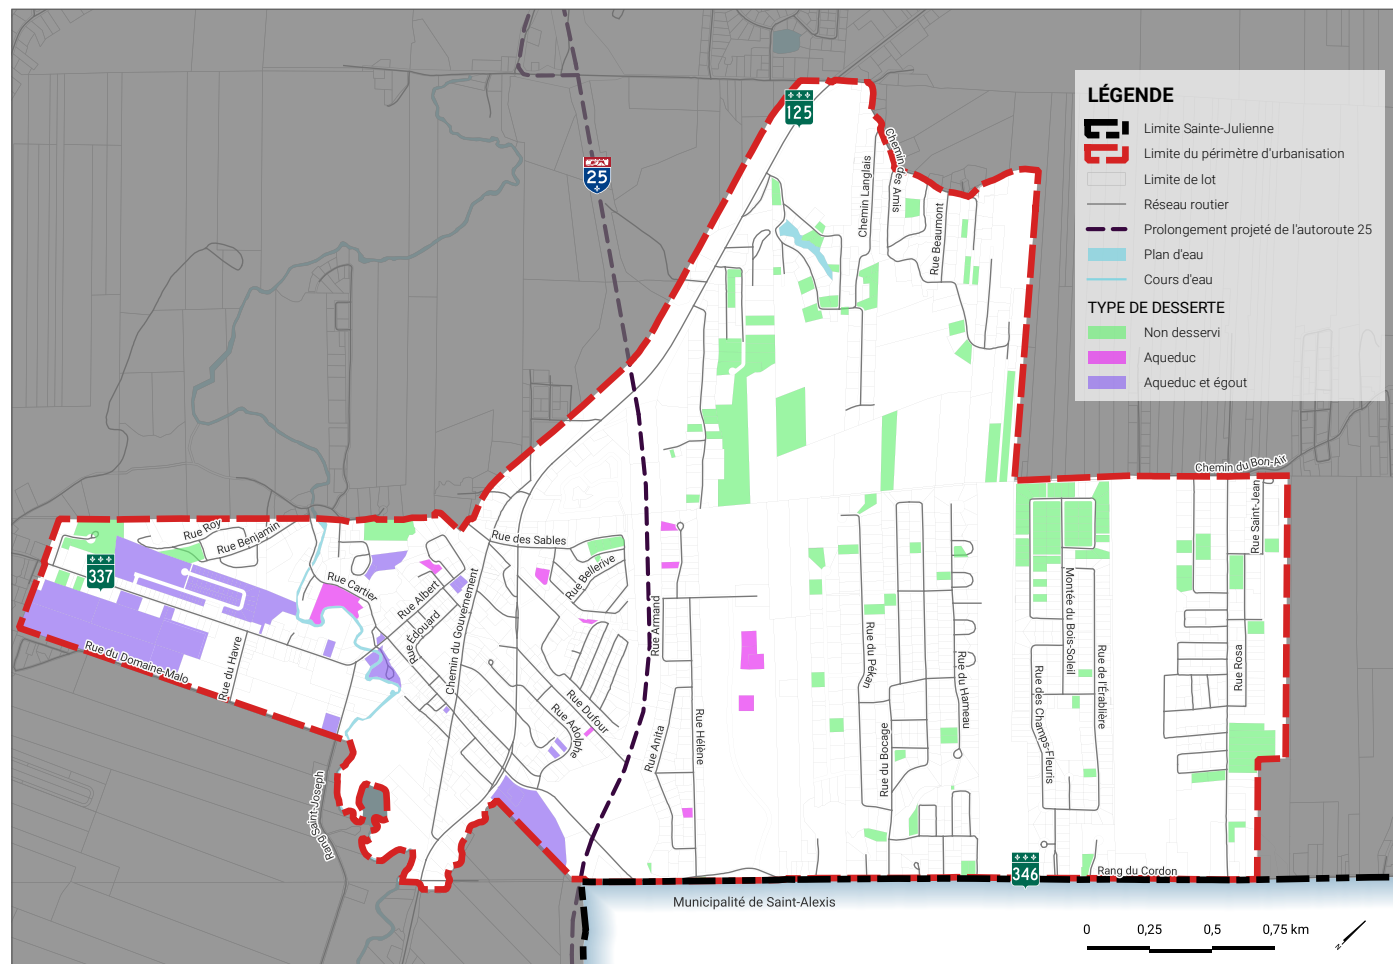 LÉGENDE
Limite Sainte-Julienne
Limite du périmètre d'urbanisation
Limite de lot
Réseau routier
Prolongement projeté de l'autoroute 25
Plan d'eau
Cours d'eau
TYPE DE DESSERTE
Non desservi
Aqueduc
Aqueduc et égout
125
25
Chemin des Amis
Chemin Langlais
Rue Beaumont
Chemin du Bon-Air
Rue Saint-Jean
Rue Roy
Rue Benjamin
337
Rue des Sables
Rue Bellerive
Rue Cartier
Rue Albert
Rue Édouard
Chemin du Gouvernement
Rue Armand
Rue du Domaine-Malo
Rue du Havre
Rue Dufour
Rue Adolphe
Rue Anita
Rue Hélène
Rue du Pékan
Rue du Bocage
Rue du Hameau
Montée du Bois-Soleil
Rue des Champs-Fleuris
Rue de l'Érablière
Rue Rosa
Rang Saint-Joseph
346
Rang du Cordon
Municipalité de Saint-Alexis
0 0,25 0,5 0,75 km
N